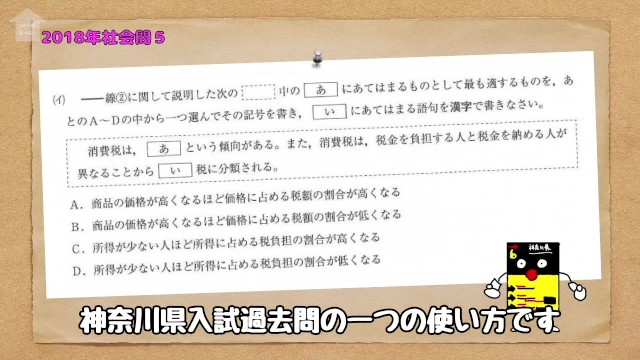 2018年社会問5
(イ) ――線②に関して説明した次の 中の あ にあてはまるものとして最も適するものを，あ
とのA～Dの中から一つ選んでその記号を書き， い にあてはまる語句を漢字で書きなさい。
消費税は， あ という傾向がある。また，消費税は，税金を負担する人と税金を納める人が
異なることから い 税に分類される。
A．商品の価格が高くなるほど価格に占める税額の割合が高くなる
B．商品の価格が高くなるほど価格に占める税額の割合が低くなる
C．所得が少ない人ほど所得に占める税負担の割合が高くなる
D．所得が少ない人ほど所得に占める税負担の割合が低くなる
神奈川県入試過去問の一つの使い方です